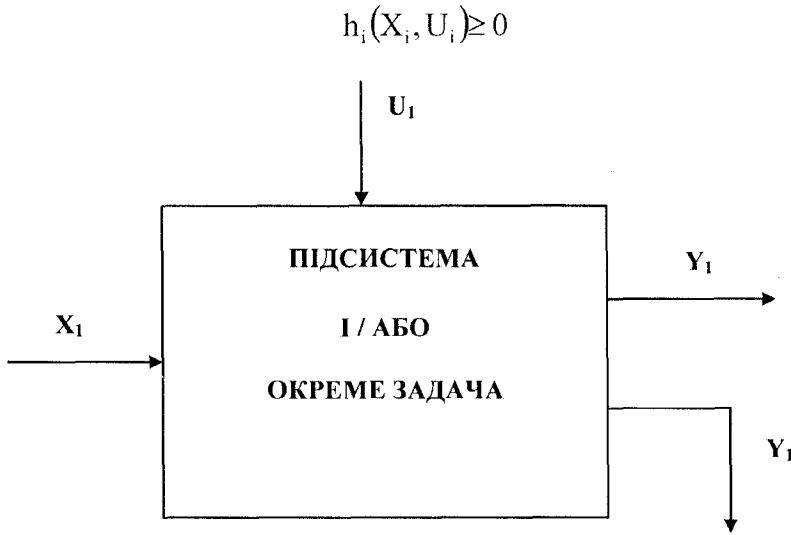 hᵢ(Xᵢ, Uᵢ)≥0
U₁
ПІДСИСТЕМА
Y₁
X₁
І / АБО
ОКРЕМЕ ЗАДАЧА
Y₁